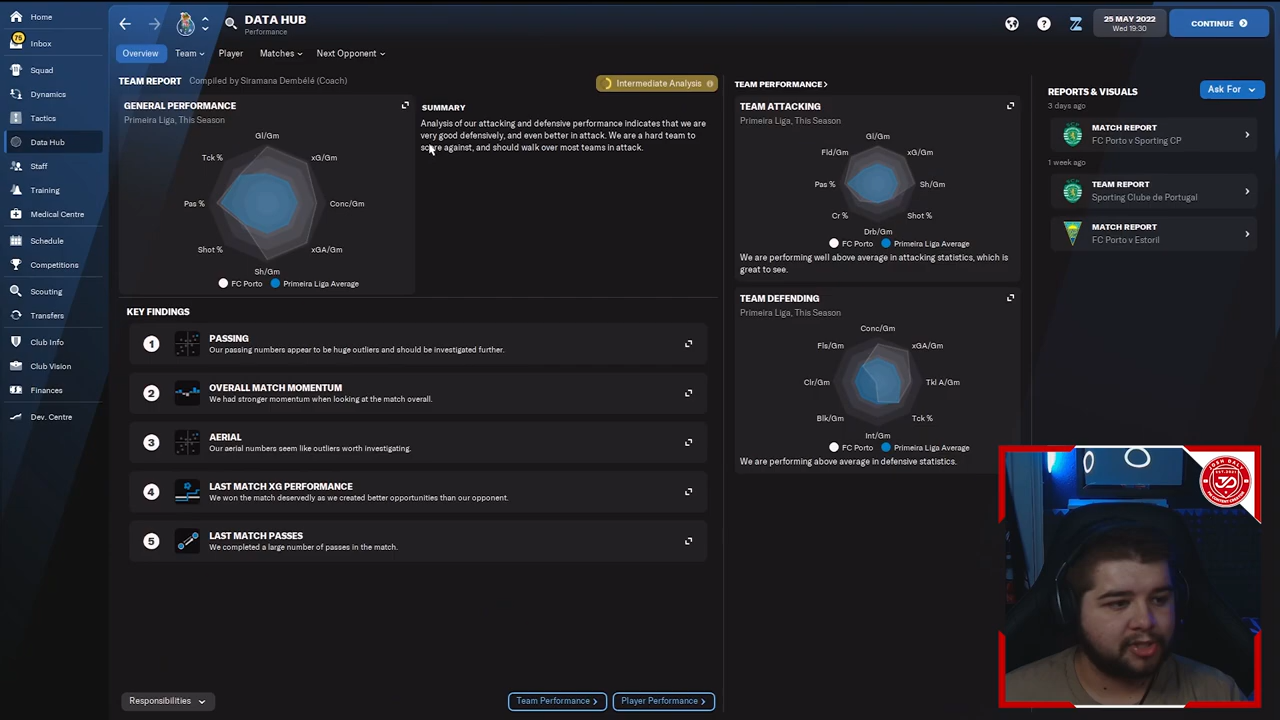 Home
75
Inbox
Squad
Dynamics
Tactics
Data Hub
Staff
Training
Medical Centre
Schedule
Competitions
Scouting
Transfers
Club Info
Club Vision
Finances
Dev. Centre
DATA HUB
Performance
25 MAY 2022
Wed 19:30
CONTINUE
Overview
Team
Player
Matches
Next Opponent
TEAM REPORT Compiled by Siramana Dembélé (Coach)
Intermediate Analysis
GENERAL PERFORMANCE
Primeira Liga, This Season
Gl/Gm
Tck %
xG/Gm
Pas %
Conc/Gm
Shot %
xGA/Gm
Sh/Gm
FC Porto
Primeira Liga Average
SUMMARY
Analysis of our attacking and defensive performance indicates that we are
very good defensively, and even better in attack. We are a hard team to
score against, and should walk over most teams in attack.
KEY FINDINGS
1
PASSING
Our passing numbers appear to be huge outliers and should be investigated further.
2
OVERALL MATCH MOMENTUM
We had stronger momentum when looking at the match overall.
3
AERIAL
Our aerial numbers seem like outliers worth investigating.
4
LAST MATCH XG PERFORMANCE
We won the match deservedly as we created better opportunities than our opponent.
5
LAST MATCH PASSES
We completed a large number of passes in the match.
Responsibilities
Team Performance >
Player Performance >
TEAM PERFORMANCE >
TEAM ATTACKING
Primeira Liga, This Season
Gl/Gm
Fld/Gm
xG/Gm
Pas %
Sh/Gm
Cr %
Shot %
Drb/Gm
FC Porto
Primeira Liga Average
We are performing well above average in attacking statistics, which is
great to see.
TEAM DEFENDING
Primeira Liga, This Season
Conc/Gm
Fls/Gm
xGA/Gm
Clr/Gm
Tkl A/Gm
Blk/Gm
Tck %
Int/Gm
FC Porto
Primeira Liga Average
We are performing above average in defensive statistics.
REPORTS & VISUALS
Ask For
3 days ago
MATCH REPORT
FC Porto v Sporting CP
1 week ago
TEAM REPORT
Sporting Clube de Portugal
MATCH REPORT
FC Porto v Estoril
JOSH DALY
EST.2021
JD
FM CONTENT CREATOR